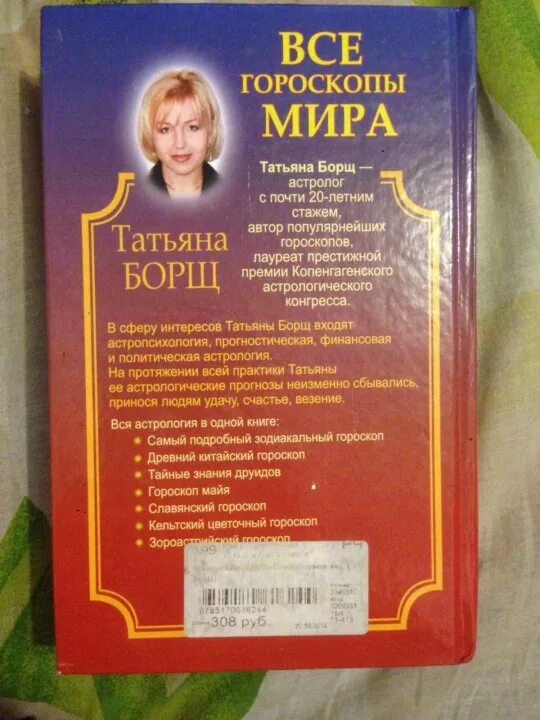 ВСЕ
ГОРОСКОПЫ
МИРА
Татьяна Борщ —
астролог
с почти 20-летним
стажем,
автор популярнейших
гороскопов,
лауреат престижной
премии Копенгагенского
астрологического
конгресса.
Татьяна
БОРЩ
В сферу интересов Татьяны Борщ входят
астропсихология, прогностическая, финансовая
и политическая астрология.
На протяжении всей практики Татьяны
ее астрологические прогнозы неизменно сбывались,
принося людям удачу, счастье, везение.
Вся астрология в одной книге:
Самый подробный зодиакальный гороскоп
Древний китайский гороскоп
Тайные знания друидов
Гороскоп майя
Славянский гороскоп
Кельтский цветочный гороскоп
Зороастрийский гороскоп
308 руб